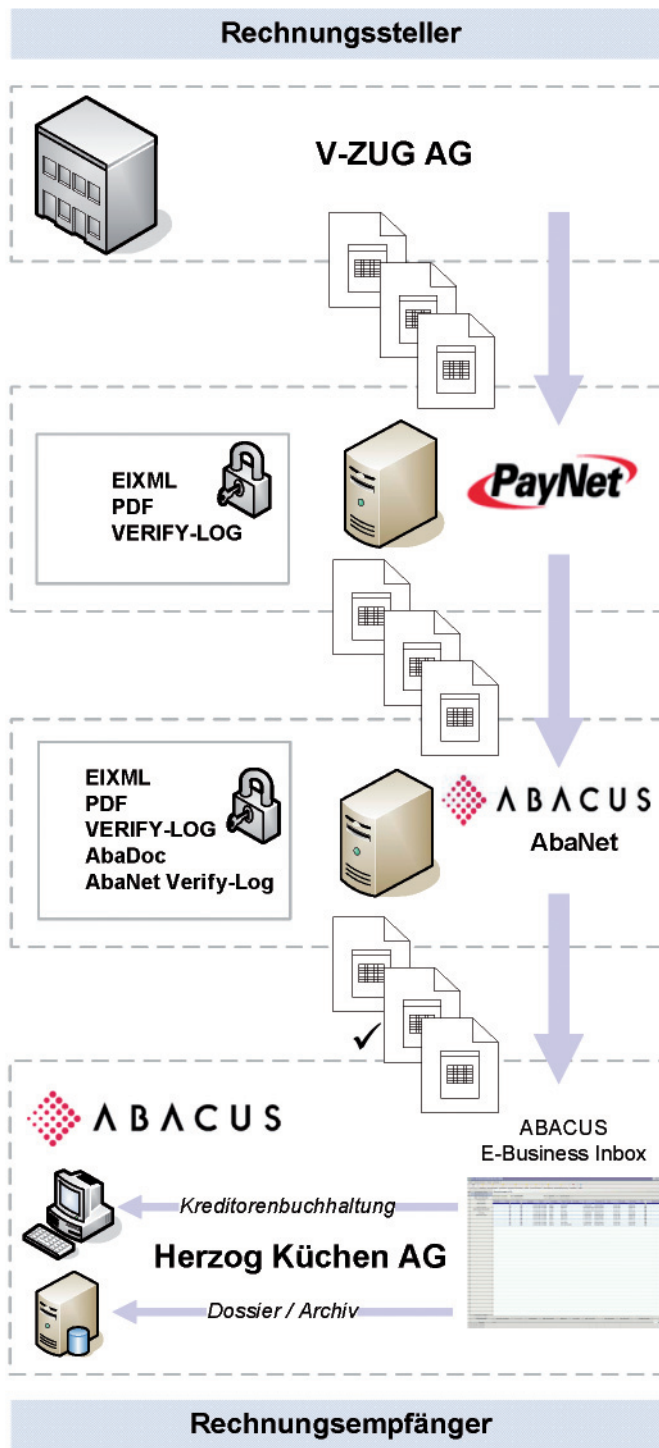 Rechnungssteller
V-ZUG AG
EIXML
PDF
VERIFY-LOG
PayNet
EIXML
PDF
VERIFY-LOG
AbaDoc
AbaNet Verify-Log
ABACUS
AbaNet
ABACUS
ABACUS
E-Business Inbox
Kreditorenbuchhaltung
Herzog Küchen AG
Dossier / Archiv
Rechnungsempfänger